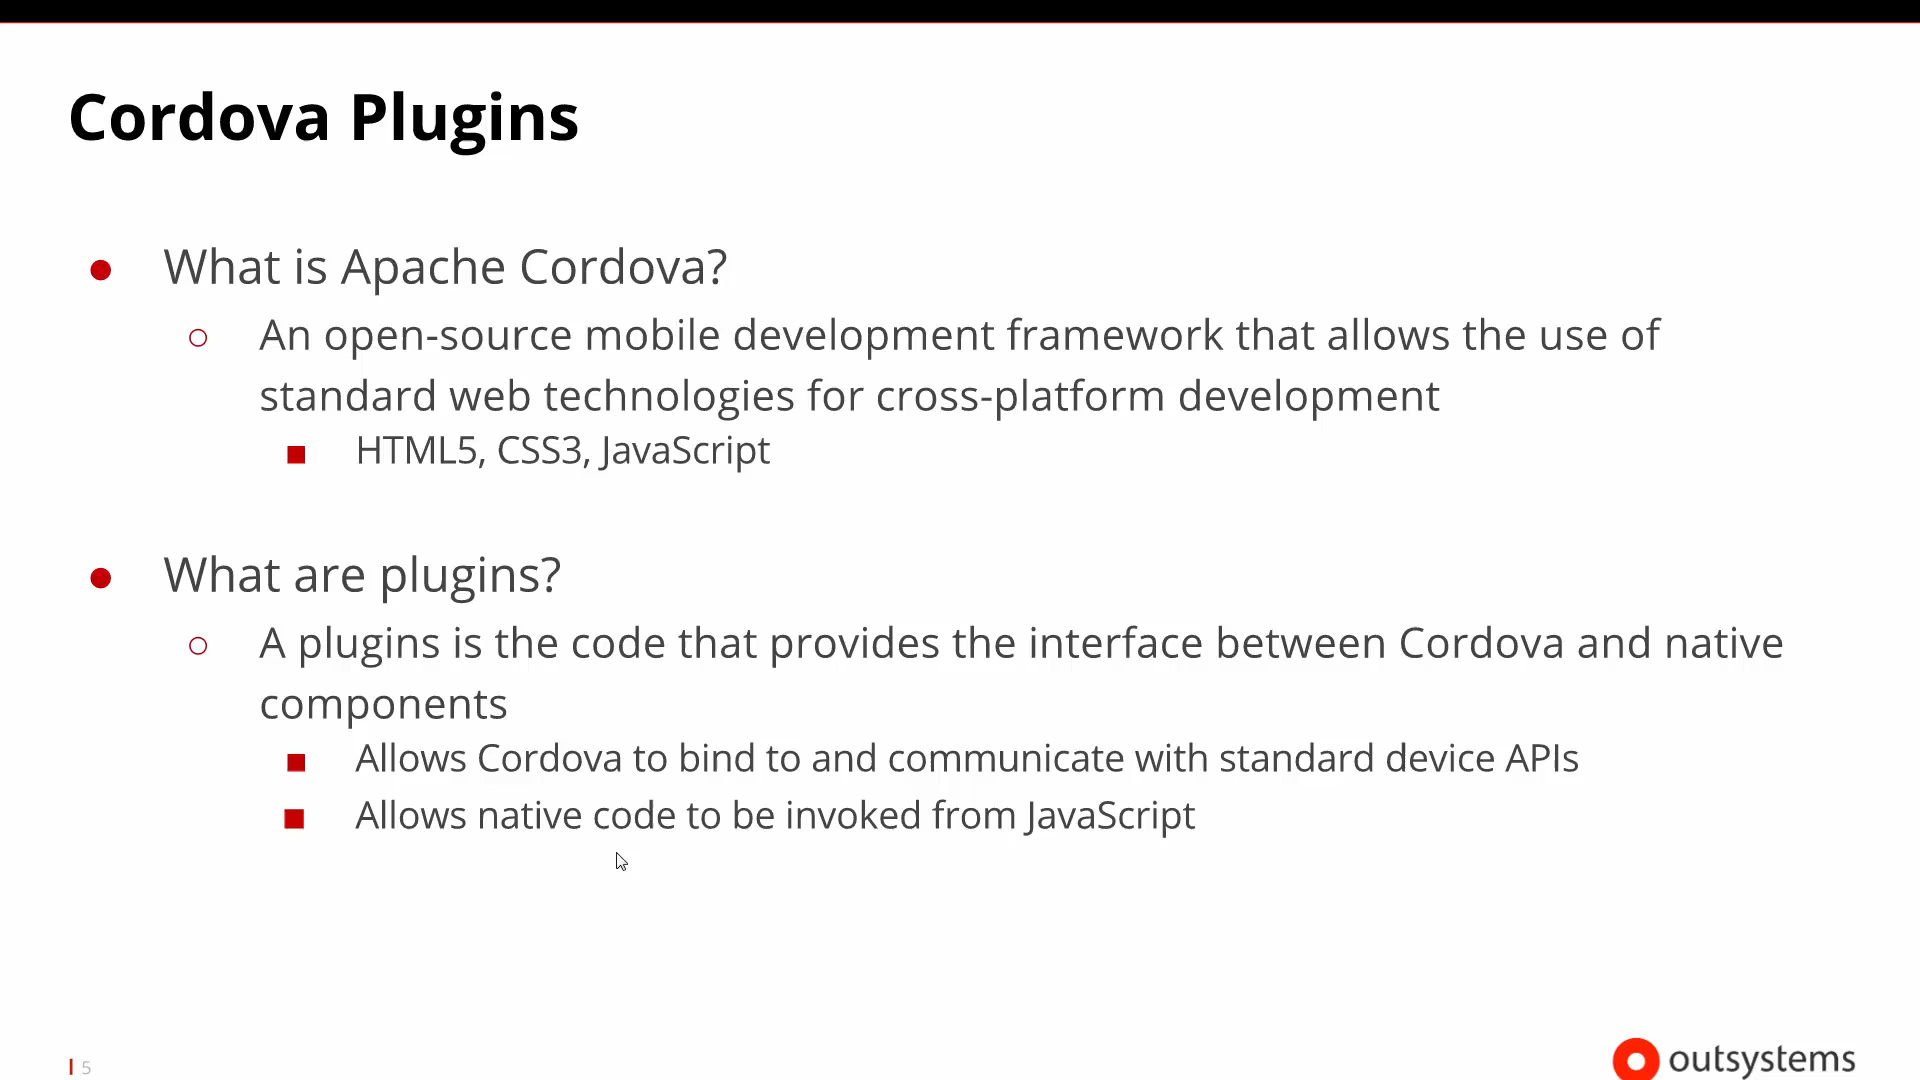 Cordova Plugins
● What is Apache Cordova?
○ An open-source mobile development framework that allows the use of
standard web technologies for cross-platform development
■ HTML5, CSS3, JavaScript
● What are plugins?
○ A plugins is the code that provides the interface between Cordova and native
components
■ Allows Cordova to bind to and communicate with standard device APIs
■ Allows native code to be invoked from JavaScript
5
outsystems